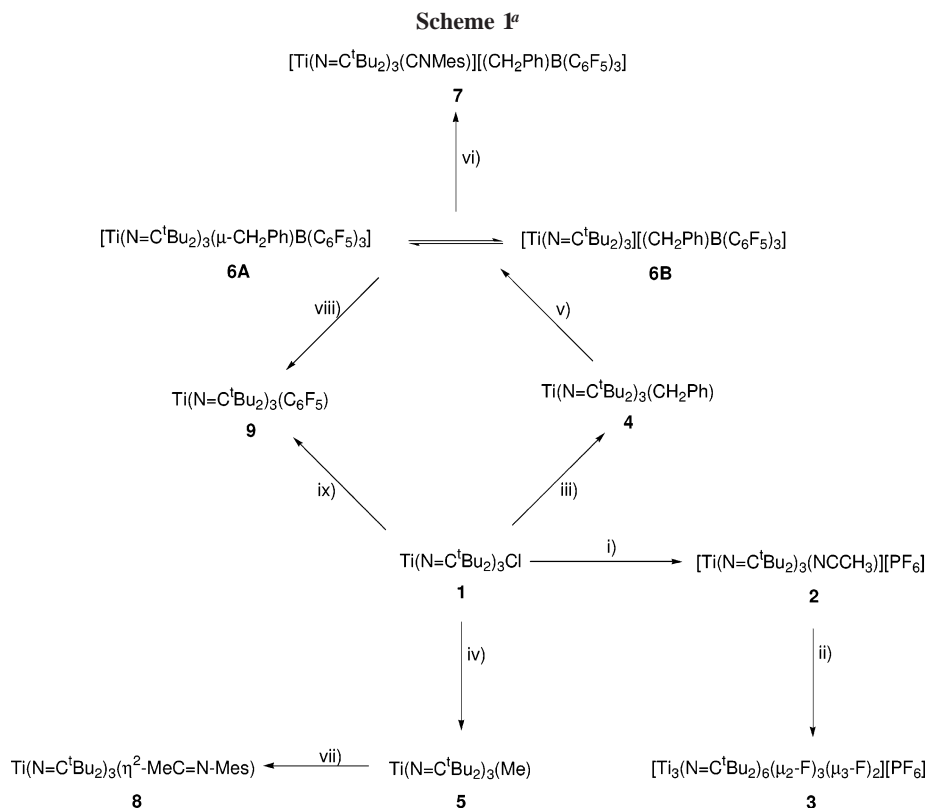 Scheme 1ᵃ
[Ti(N=CᵗBu₂)₃(CNMes)][(CH₂Ph)B(C₆F₅)₃]
7
vi)
[Ti(N=CᵗBu₂)₃(μ-CH₂Ph)B(C₆F₅)₃]
6A
[Ti(N=CᵗBu₂)₃][(CH₂Ph)B(C₆F₅)₃]
6B
viii)
v)
Ti(N=CᵗBu₂)₃(C₆F₅)
9
Ti(N=CᵗBu₂)₃(CH₂Ph)
4
ix)
iii)
Ti(N=CᵗBu₂)₃Cl
1
i)
[Ti(N=CᵗBu₂)₃(NCCH₃)][PF₆]
2
iv)
ii)
Ti(N=CᵗBu₂)₃(η²-MeC=N-Mes)
8
vii)
Ti(N=CᵗBu₂)₃(Me)
5
[Ti₃(N=CᵗBu₂)₆(μ₂-F)₃(μ₃-F)₂][PF₆]
3